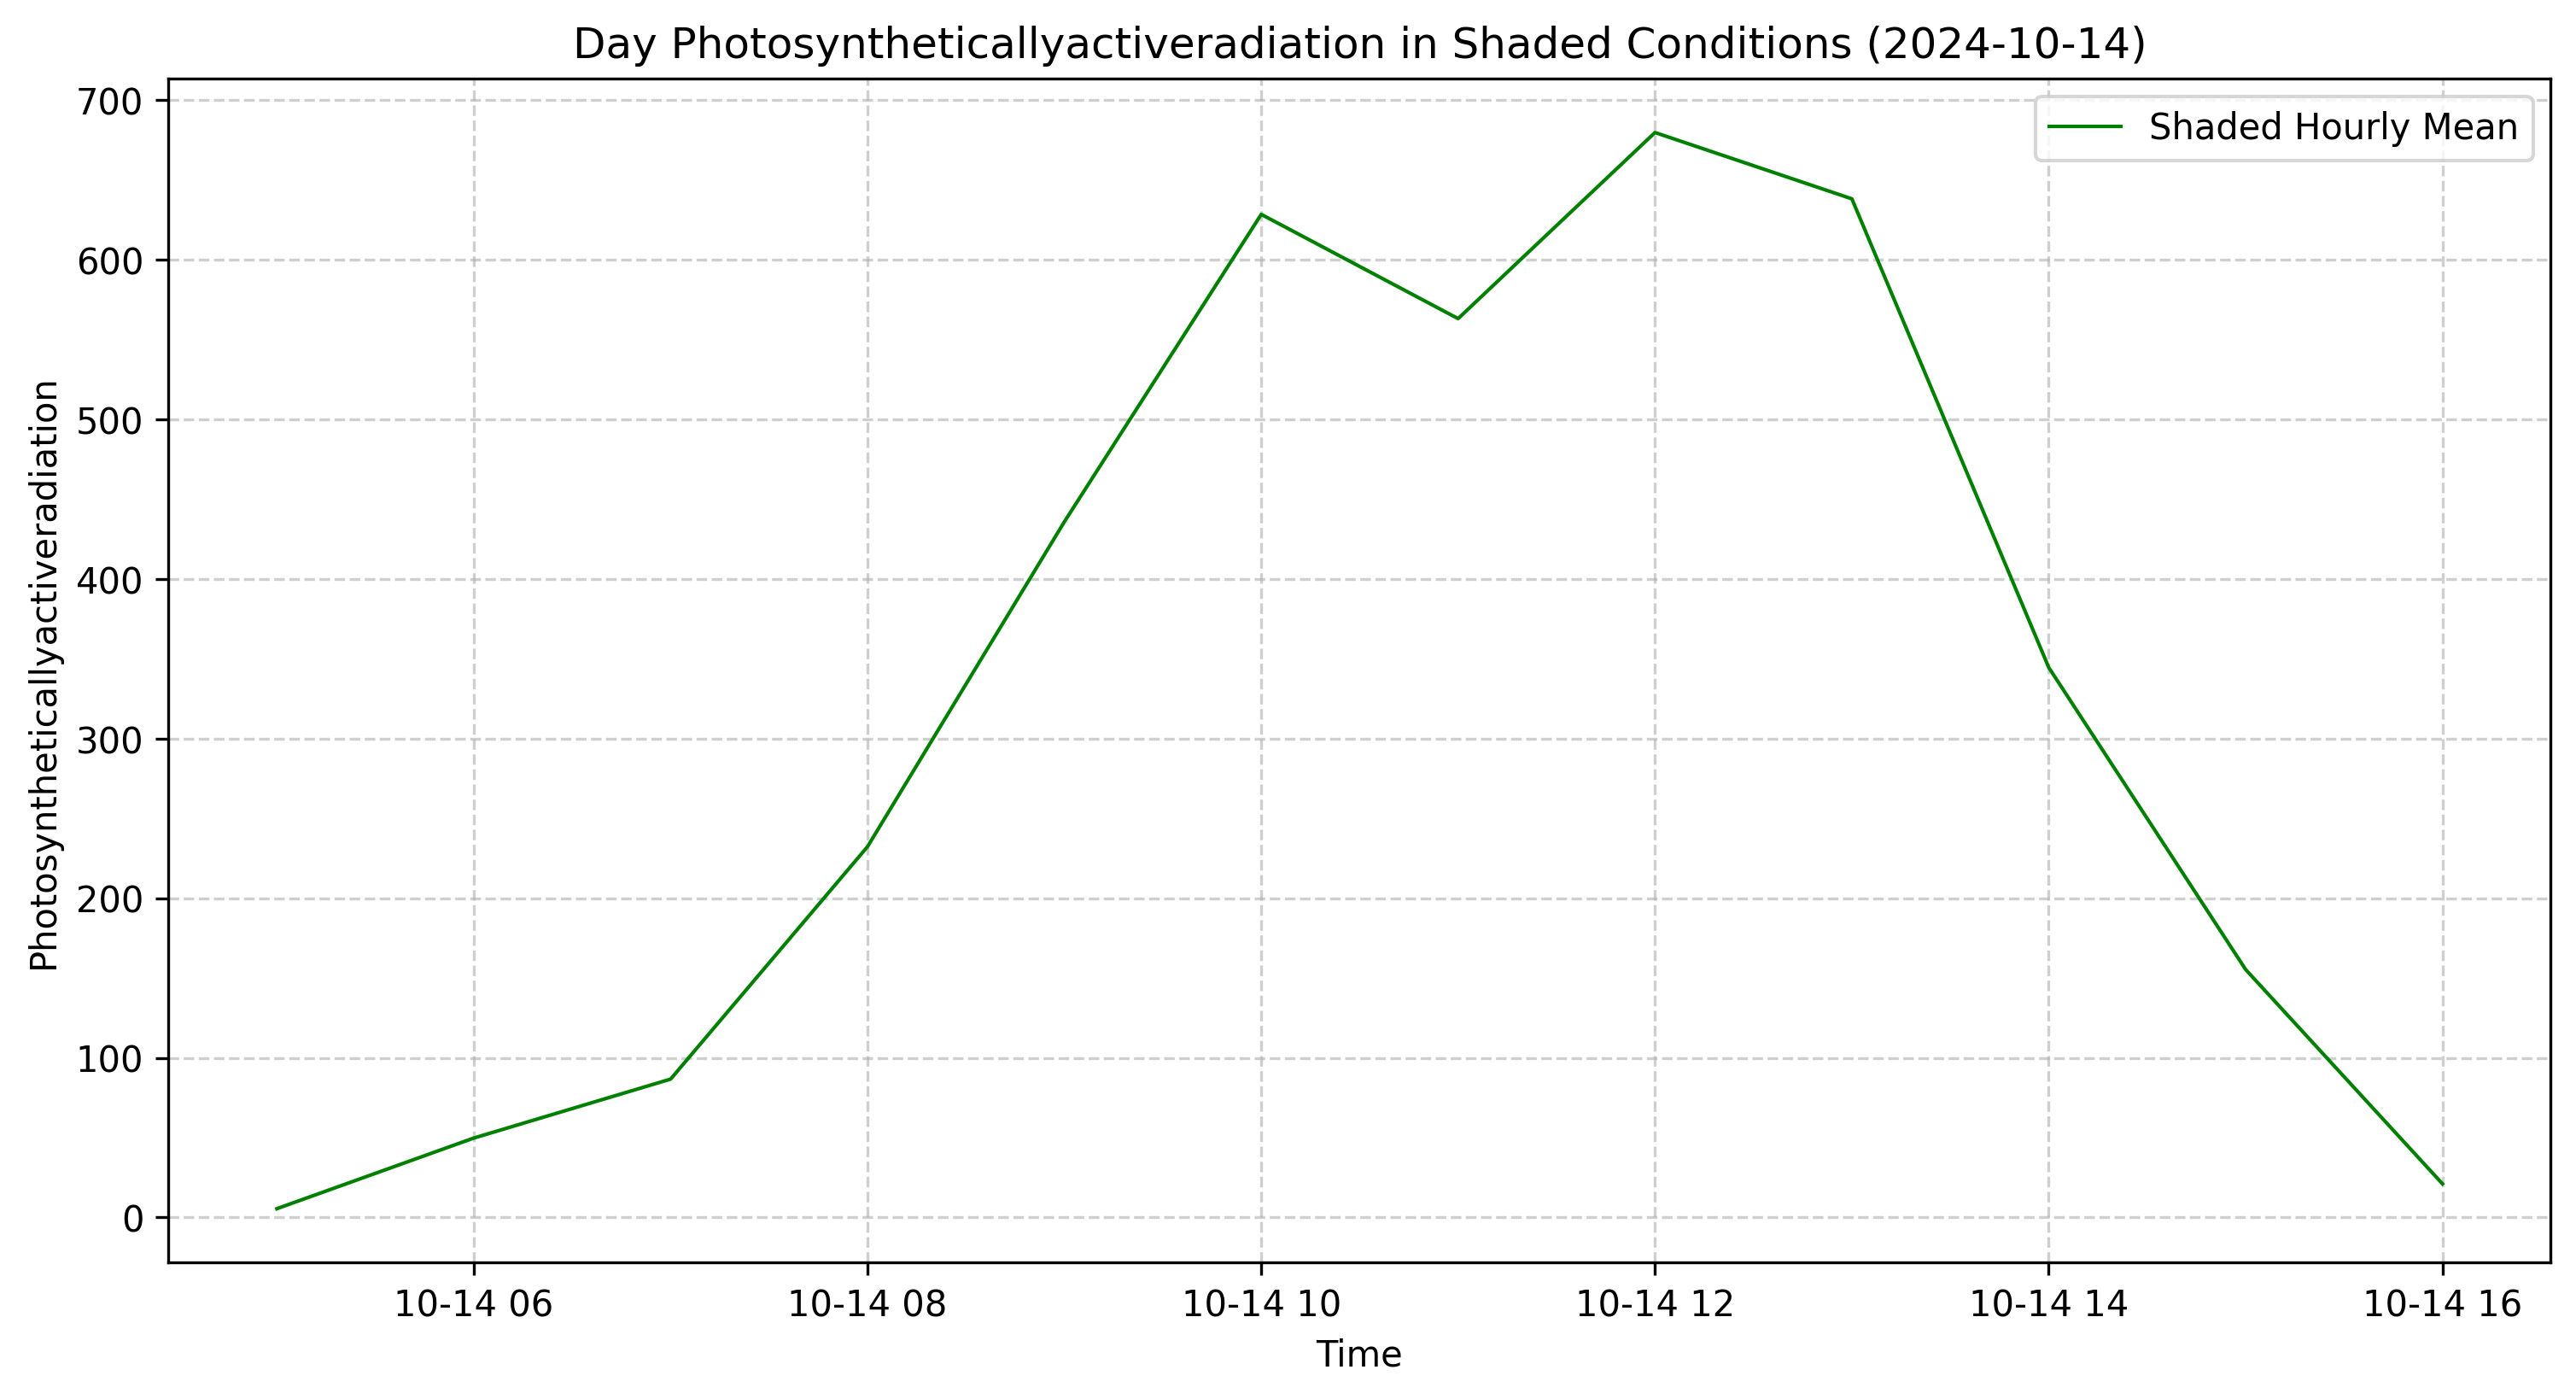 Day Photosyntheticallyactiveradiation in Shaded Conditions (2024-10-14)
Shaded Hourly Mean
Photosyntheticallyactiveradiation
700
600
500
400
300
200
100
0
10-14 06 10-14 08 10-14 10 10-14 12 10-14 14 10-14 16
Time